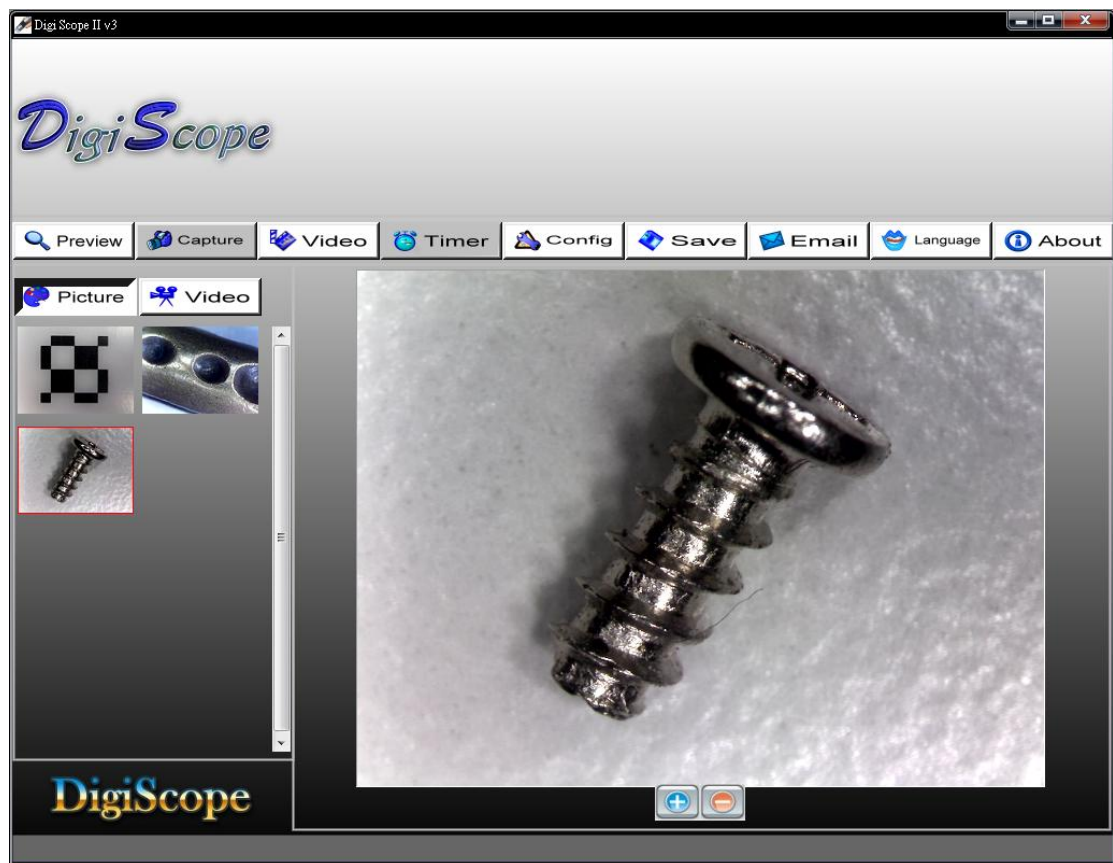 Digi Scope II v3
DigiScope
Preview Capture Video Timer Config Save Email Language About
Picture Video
DigiScope